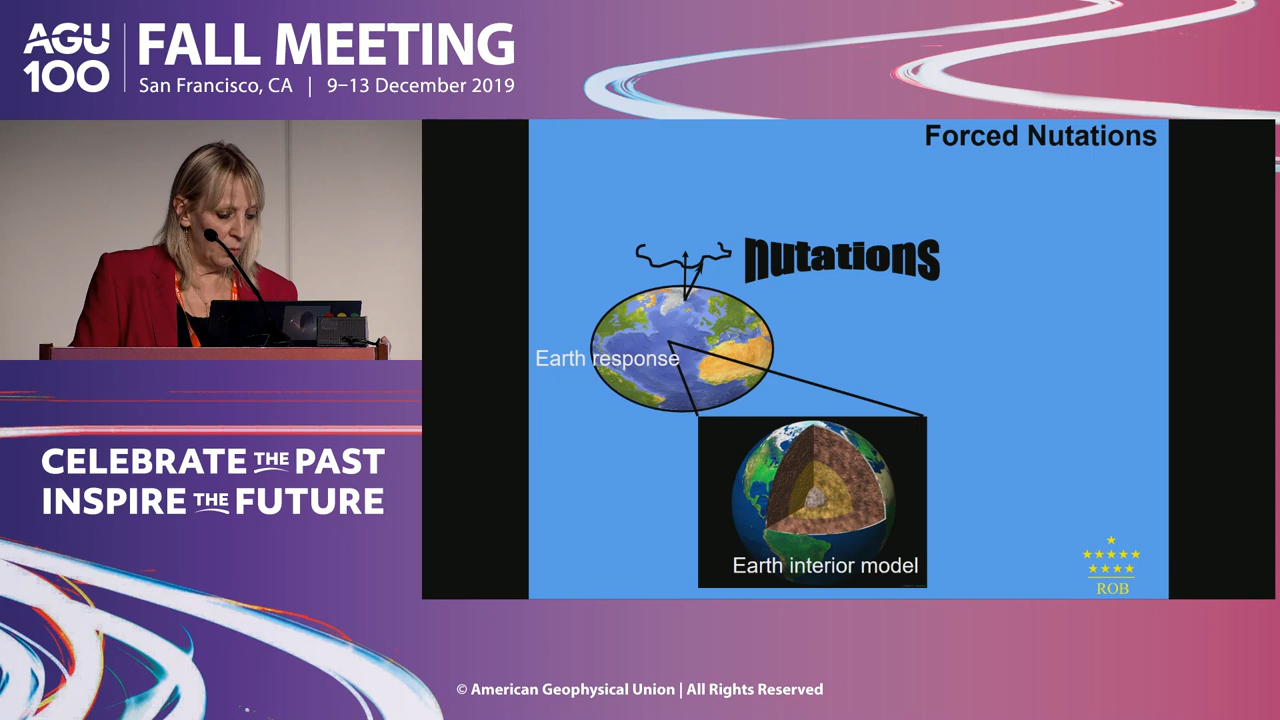 AGU
100
FALL MEETING
San Francisco, CA | 9–13 December 2019
Forced Nutations
nutations
Earth response
Earth interior model
ROB
CELEBRATE THE PAST
INSPIRE THE FUTURE
© American Geophysical Union | All Rights Reserved